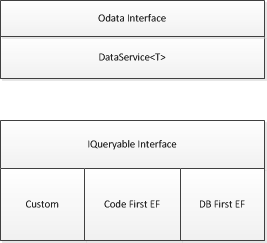 Odata Interface
DataService<T>
IQueryable Interface
Custom
Code First EF
DB First EF